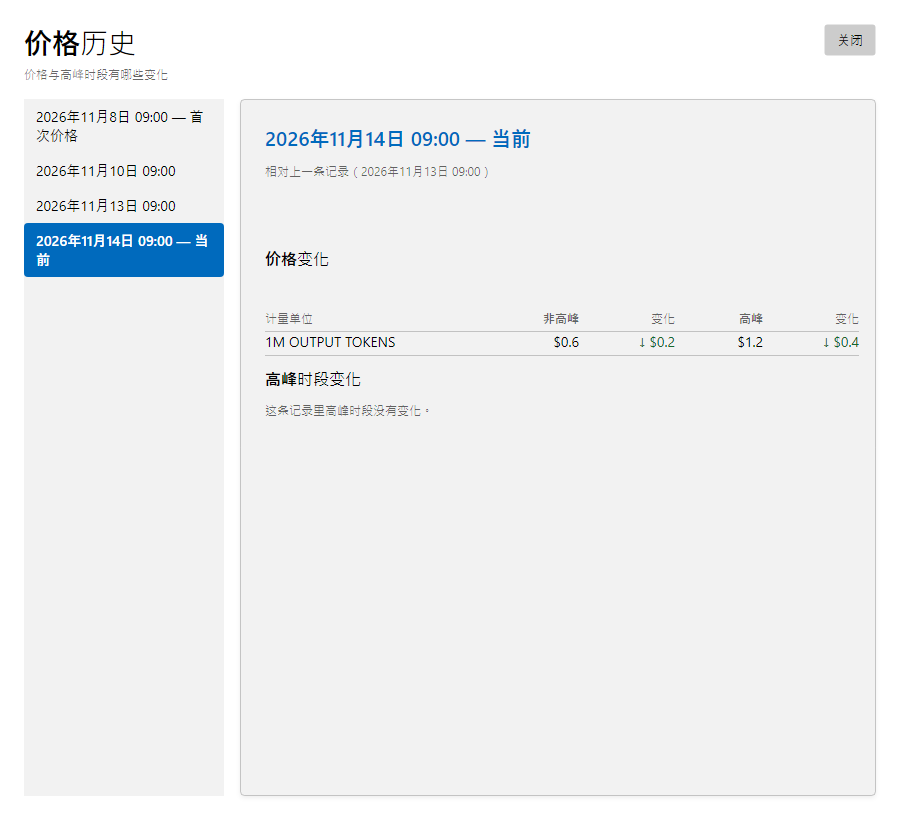 价格历史
关闭
价格与高峰时段有哪些变化
2026年11月8日 09:00 — 首
次价格
2026年11月10日 09:00
2026年11月13日 09:00
2026年11月14日 09:00 — 当
前
2026年11月14日 09:00 — 当前
相对上一条记录（2026年11月13日 09:00）
价格变化
计量单位 非高峰 变化 高峰 变化
1M OUTPUT TOKENS $0.6 ↓ $0.2 $1.2 ↓ $0.4
高峰时段变化
这条记录里高峰时段没有变化。